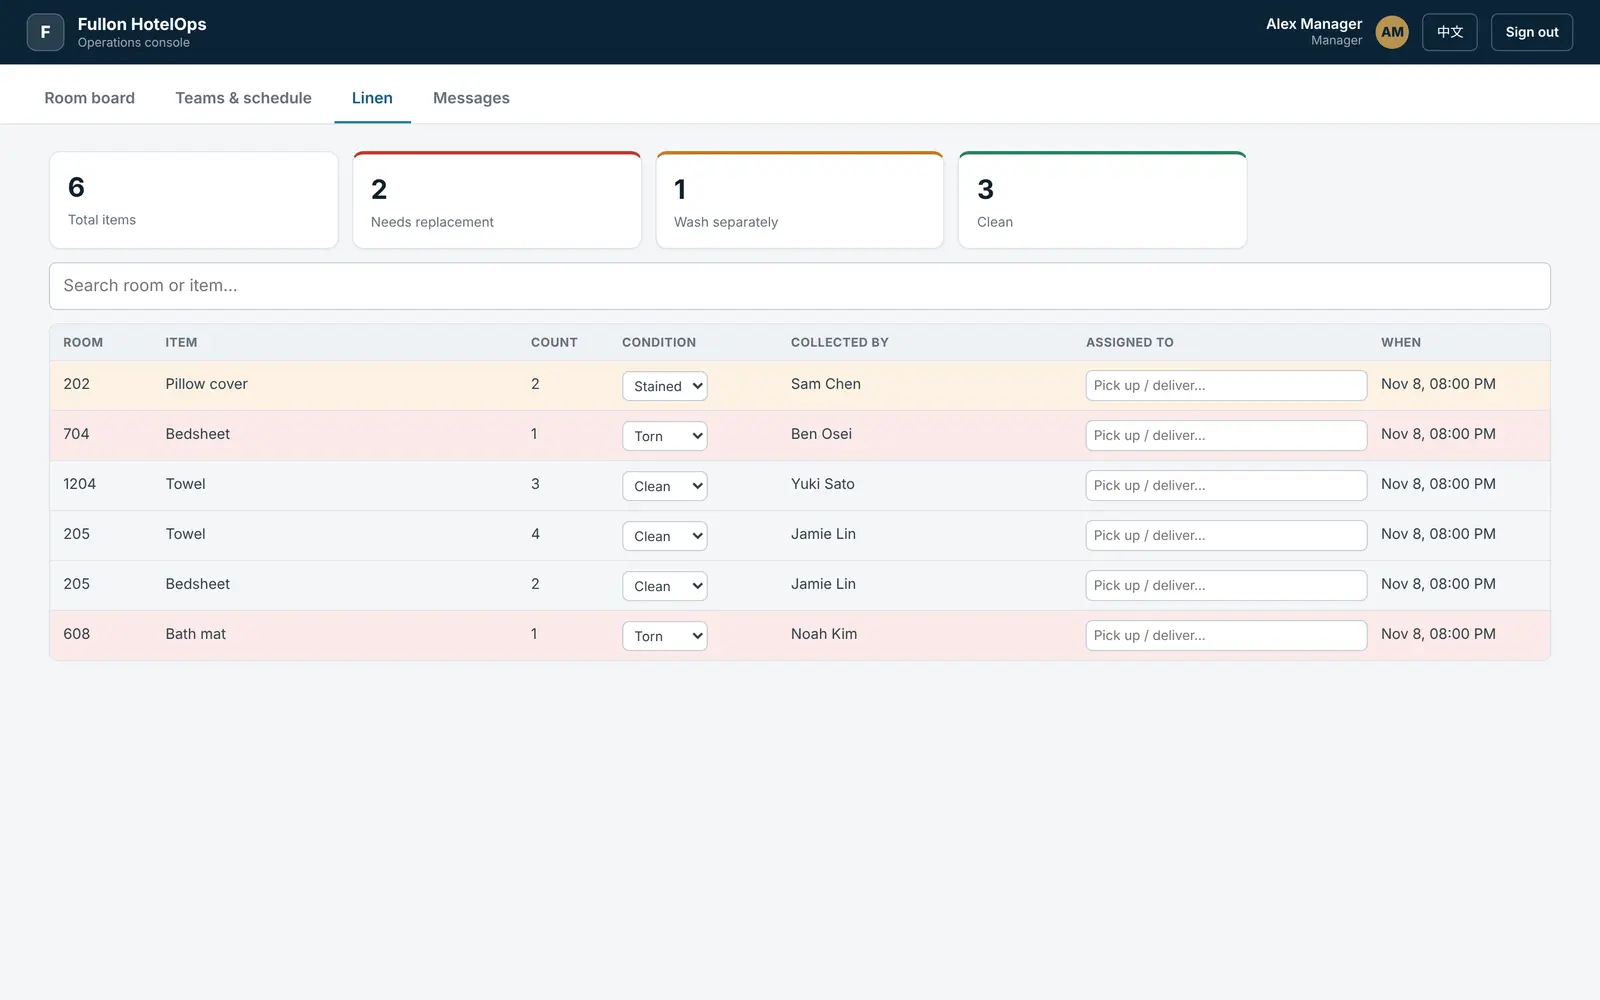 F
Fullon HotelOps
Operations console
Alex Manager
Manager
AM
中文
Sign out
Room board
Teams & schedule
Linen
Messages
6
Total items
2
Needs replacement
1
Wash separately
3
Clean
Search room or item...
ROOM ITEM COUNT CONDITION COLLECTED BY ASSIGNED TO WHEN
202 Pillow cover 2 Stained Sam Chen Pick up / deliver... Nov 8, 08:00 PM
704 Bedsheet 1 Torn Ben Osei Pick up / deliver... Nov 8, 08:00 PM
1204 Towel 3 Clean Yuki Sato Pick up / deliver... Nov 8, 08:00 PM
205 Towel 4 Clean Jamie Lin Pick up / deliver... Nov 8, 08:00 PM
205 Bedsheet 2 Clean Jamie Lin Pick up / deliver... Nov 8, 08:00 PM
608 Bath mat 1 Torn Noah Kim Pick up / deliver... Nov 8, 08:00 PM